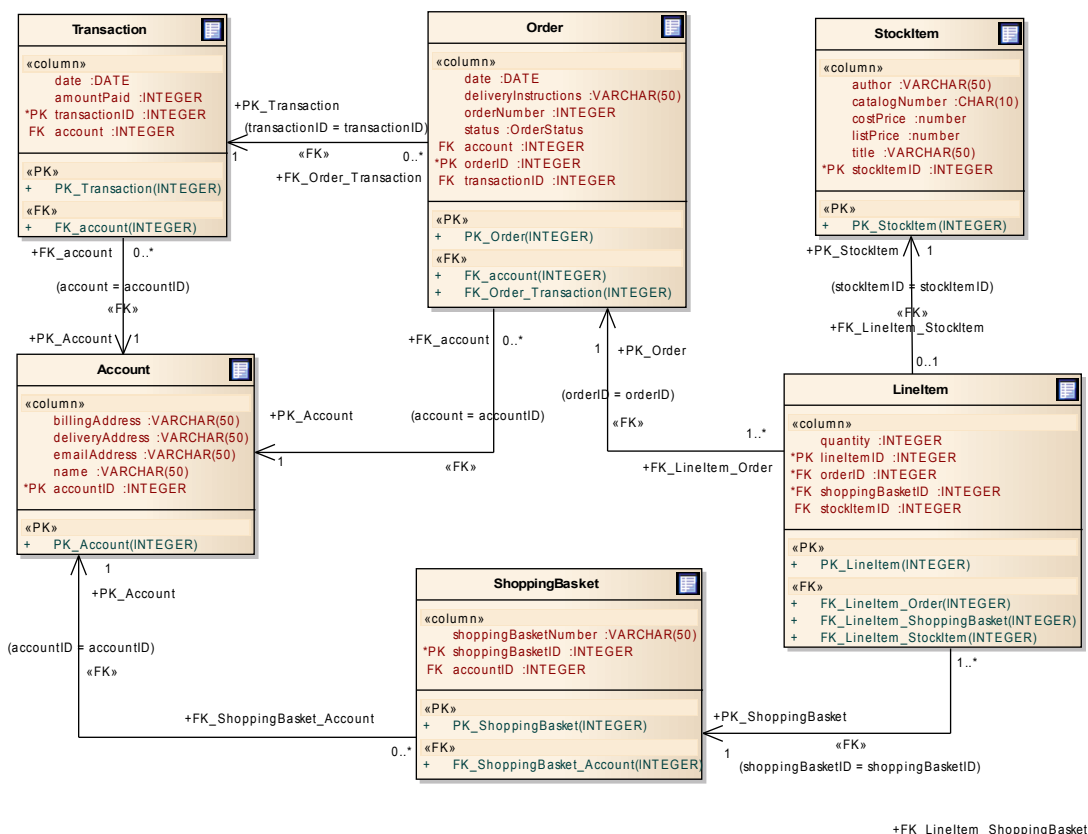 Transaction
«column»
date :DATE
amountPaid :INTEGER
*PK transactionID :INTEGER
FK account :INTEGER
«PK»
+ PK_Transaction(INTEGER)
«FK»
+ FK_account(INTEGER)
+PK_Transaction
(transactionID = transactionID)
1
«FK»
0..*
+FK_Order_Transaction
Order
«column»
date :DATE
deliveryInstructions :VARCHAR(50)
orderNumber :INTEGER
status :OrderStatus
FK account :INTEGER
*PK orderID :INTEGER
FK transactionID :INTEGER
«PK»
+ PK_Order(INTEGER)
«FK»
+ FK_account(INTEGER)
+ FK_Order_Transaction(INTEGER)
StockItem
«column»
author :VARCHAR(50)
catalogNumber :CHAR(10)
costPrice :number
listPrice :number
title :VARCHAR(50)
*PK stockItemID :INTEGER
«PK»
+ PK_StockItem(INTEGER)
+PK_StockItem 1
(stockItemID = stockItemID)
«FK»
+FK_LineItem_StockItem
0..1
+FK_account 0..*
(account = accountID)
«FK»
+PK_Account 1
+FK_account 0..*
+PK_Account
(account = accountID)
1
«FK»
1 +PK_Order
(orderID = orderID)
«FK»
1..*
+FK_LineItem_Order
Account
«column»
billingAddress :VARCHAR(50)
deliveryAddress :VARCHAR(50)
emailAddress :VARCHAR(50)
name :VARCHAR(50)
*PK accountID :INTEGER
«PK»
+ PK_Account(INTEGER)
LineItem
«column»
quantity :INTEGER
*PK lineItemID :INTEGER
*FK orderID :INTEGER
*FK shoppingBasketID :INTEGER
FK stockItemID :INTEGER
«PK»
+ PK_LineItem(INTEGER)
«FK»
+ FK_LineItem_Order(INTEGER)
+ FK_LineItem_ShoppingBasket(INTEGER)
+ FK_LineItem_StockItem(INTEGER)
1
+PK_Account
(accountID = accountID)
«FK»
+FK_ShoppingBasket_Account
0..*
ShoppingBasket
«column»
shoppingBasketNumber :VARCHAR(50)
*PK shoppingBasketID :INTEGER
FK accountID :INTEGER
«PK»
+ PK_ShoppingBasket(INTEGER)
«FK»
+ FK_ShoppingBasket_Account(INTEGER)
1..*
+PK_ShoppingBasket
1
«FK»
(shoppingBasketID = shoppingBasketID)
+FK_LineItem_ShoppingBasket